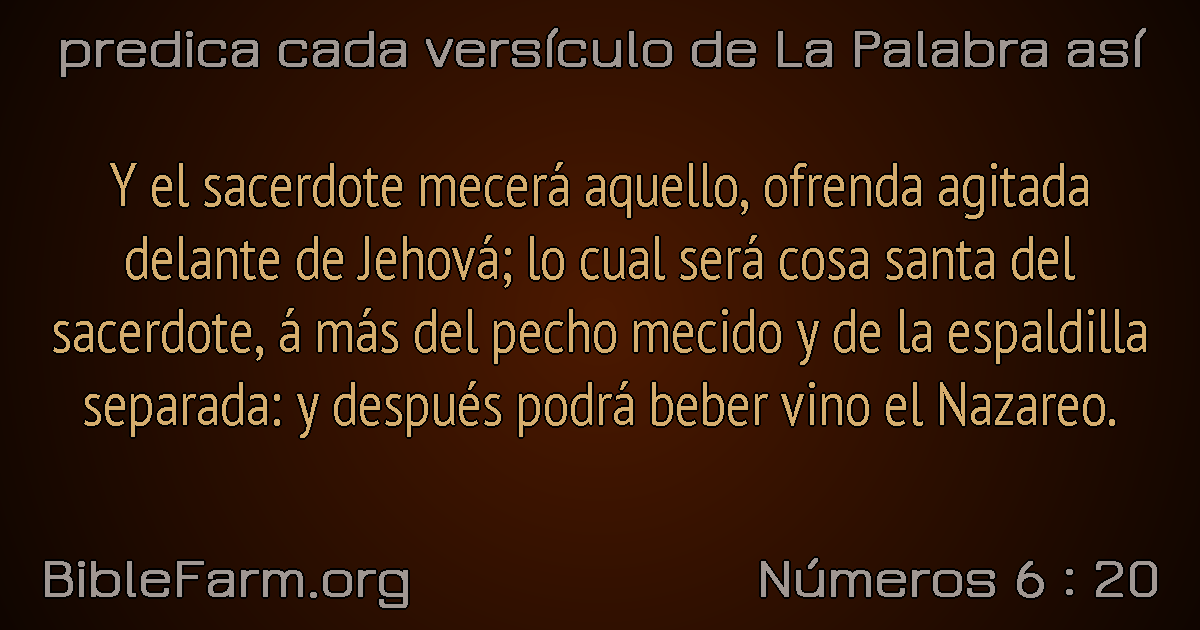 predica cada versículo de La Palabra así
Y el sacerdote mecerá aquello, ofrenda agitada
delante de Jehová; lo cual será cosa santa del
sacerdote, á más del pecho mecido y de la espaldilla
separada: y después podrá beber vino el Nazareo.
BibleFarm.org
Números 6 : 20